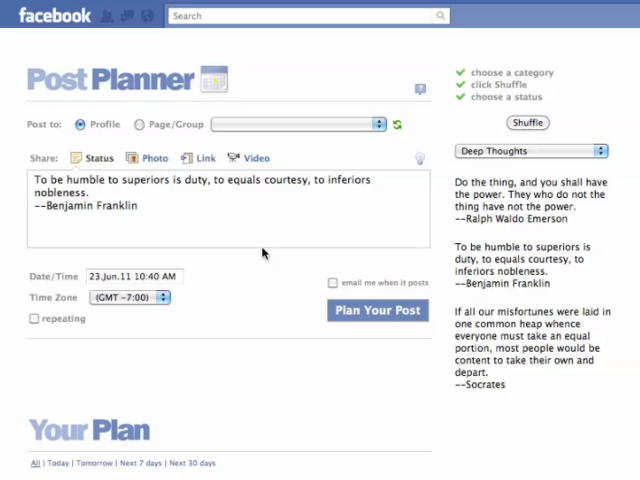 facebook
Search
Post Planner
?
Post to: Profile Page/Group
Share: Status Photo Link Video
To be humble to superiors is duty, to equals courtesy, to inferiors
nobleness.
--Benjamin Franklin
Date/Time 23.Jun.11 10:40 AM
Time Zone (GMT -7:00)
repeating
email me when it posts
Plan Your Post
choose a category
click Shuffle
choose a status
Shuffle
Deep Thoughts
Do the thing, and you shall have
the power. They who do not the
thing have not the power.
--Ralph Waldo Emerson
To be humble to superiors is
duty, to equals courtesy, to
inferiors nobleness.
--Benjamin Franklin
If all our misfortunes were laid in
one common heap whence
everyone must take an equal
portion, most people would be
content to take their own and
depart.
--Socrates
Your Plan
All | Today | Tomorrow | Next 7 days | Next 30 days